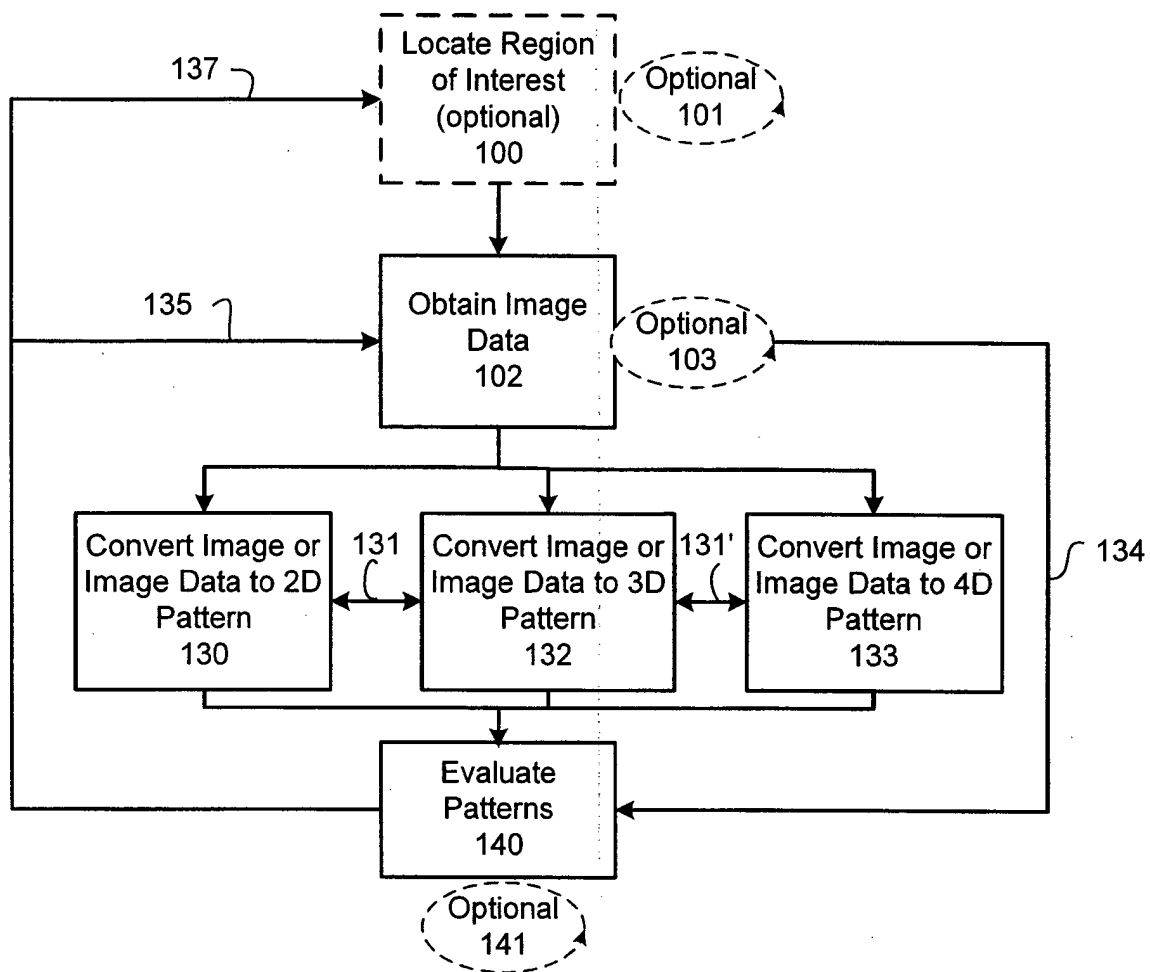 Locate Region
of Interest
(optional)
100
Optional
101
137
Obtain Image
Data
102
Optional
103
135
Convert Image or
Image Data to 2D
Pattern
130
131
Convert Image or
Image Data to 3D
Pattern
132
131'
Convert Image or
Image Data to 4D
Pattern
133
134
Evaluate
Patterns
140
Optional
141